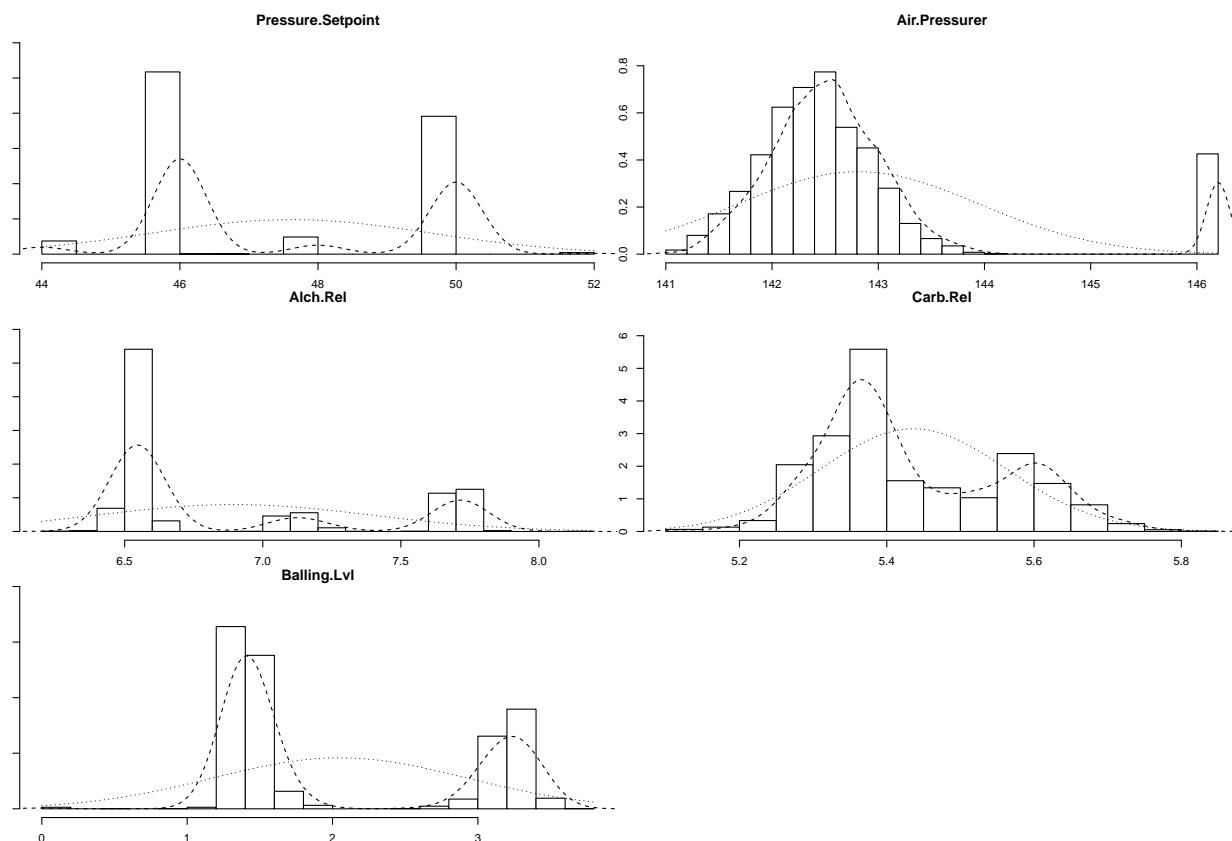 Pressure.Setpoint
44 46 48 50 52
Air.Pressurer
0.0 0.2 0.4 0.6 0.8
141 142 143 144 145 146
Alch.Rel
6.5 7.0 7.5 8.0
Carb.Rel
0 1 2 3 4 5 6
5.2 5.4 5.6 5.8
Balling.Lvl
0 1 2 3